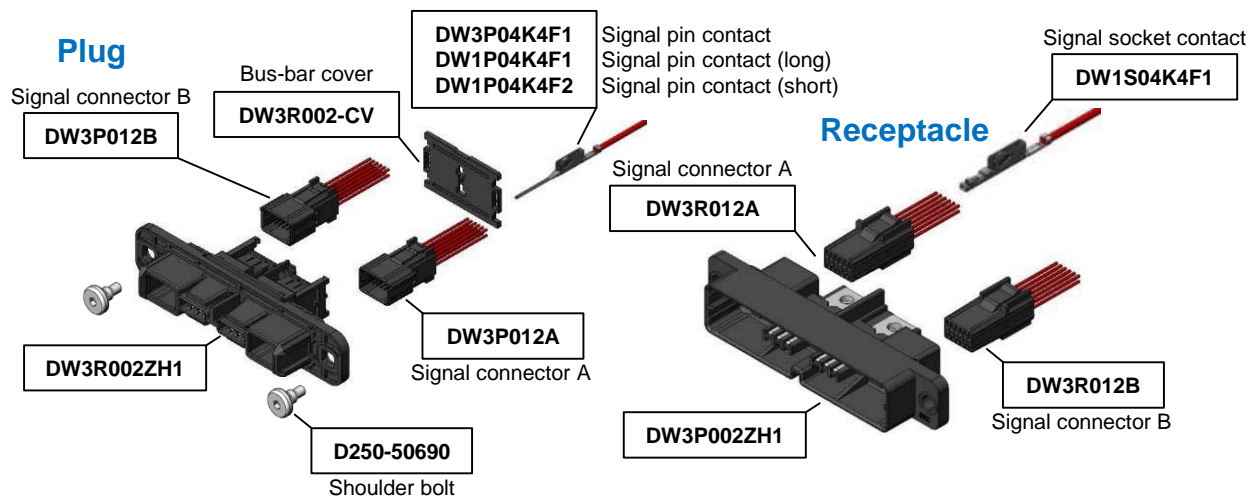 Plug
Signal connector B
DW3P012B
Bus-bar cover
DW3R002-CV
DW3P04K4F1 Signal pin contact
DW1P04K4F1 Signal pin contact (long)
DW1P04K4F2 Signal pin contact (short)
DW3R002ZH1
DW3P012A
Signal connector A
D250-50690
Shoulder bolt
Receptacle
Signal socket contact
DW1S04K4F1
Signal connector A
DW3R012A
DW3R012B
Signal connector B
DW3P002ZH1